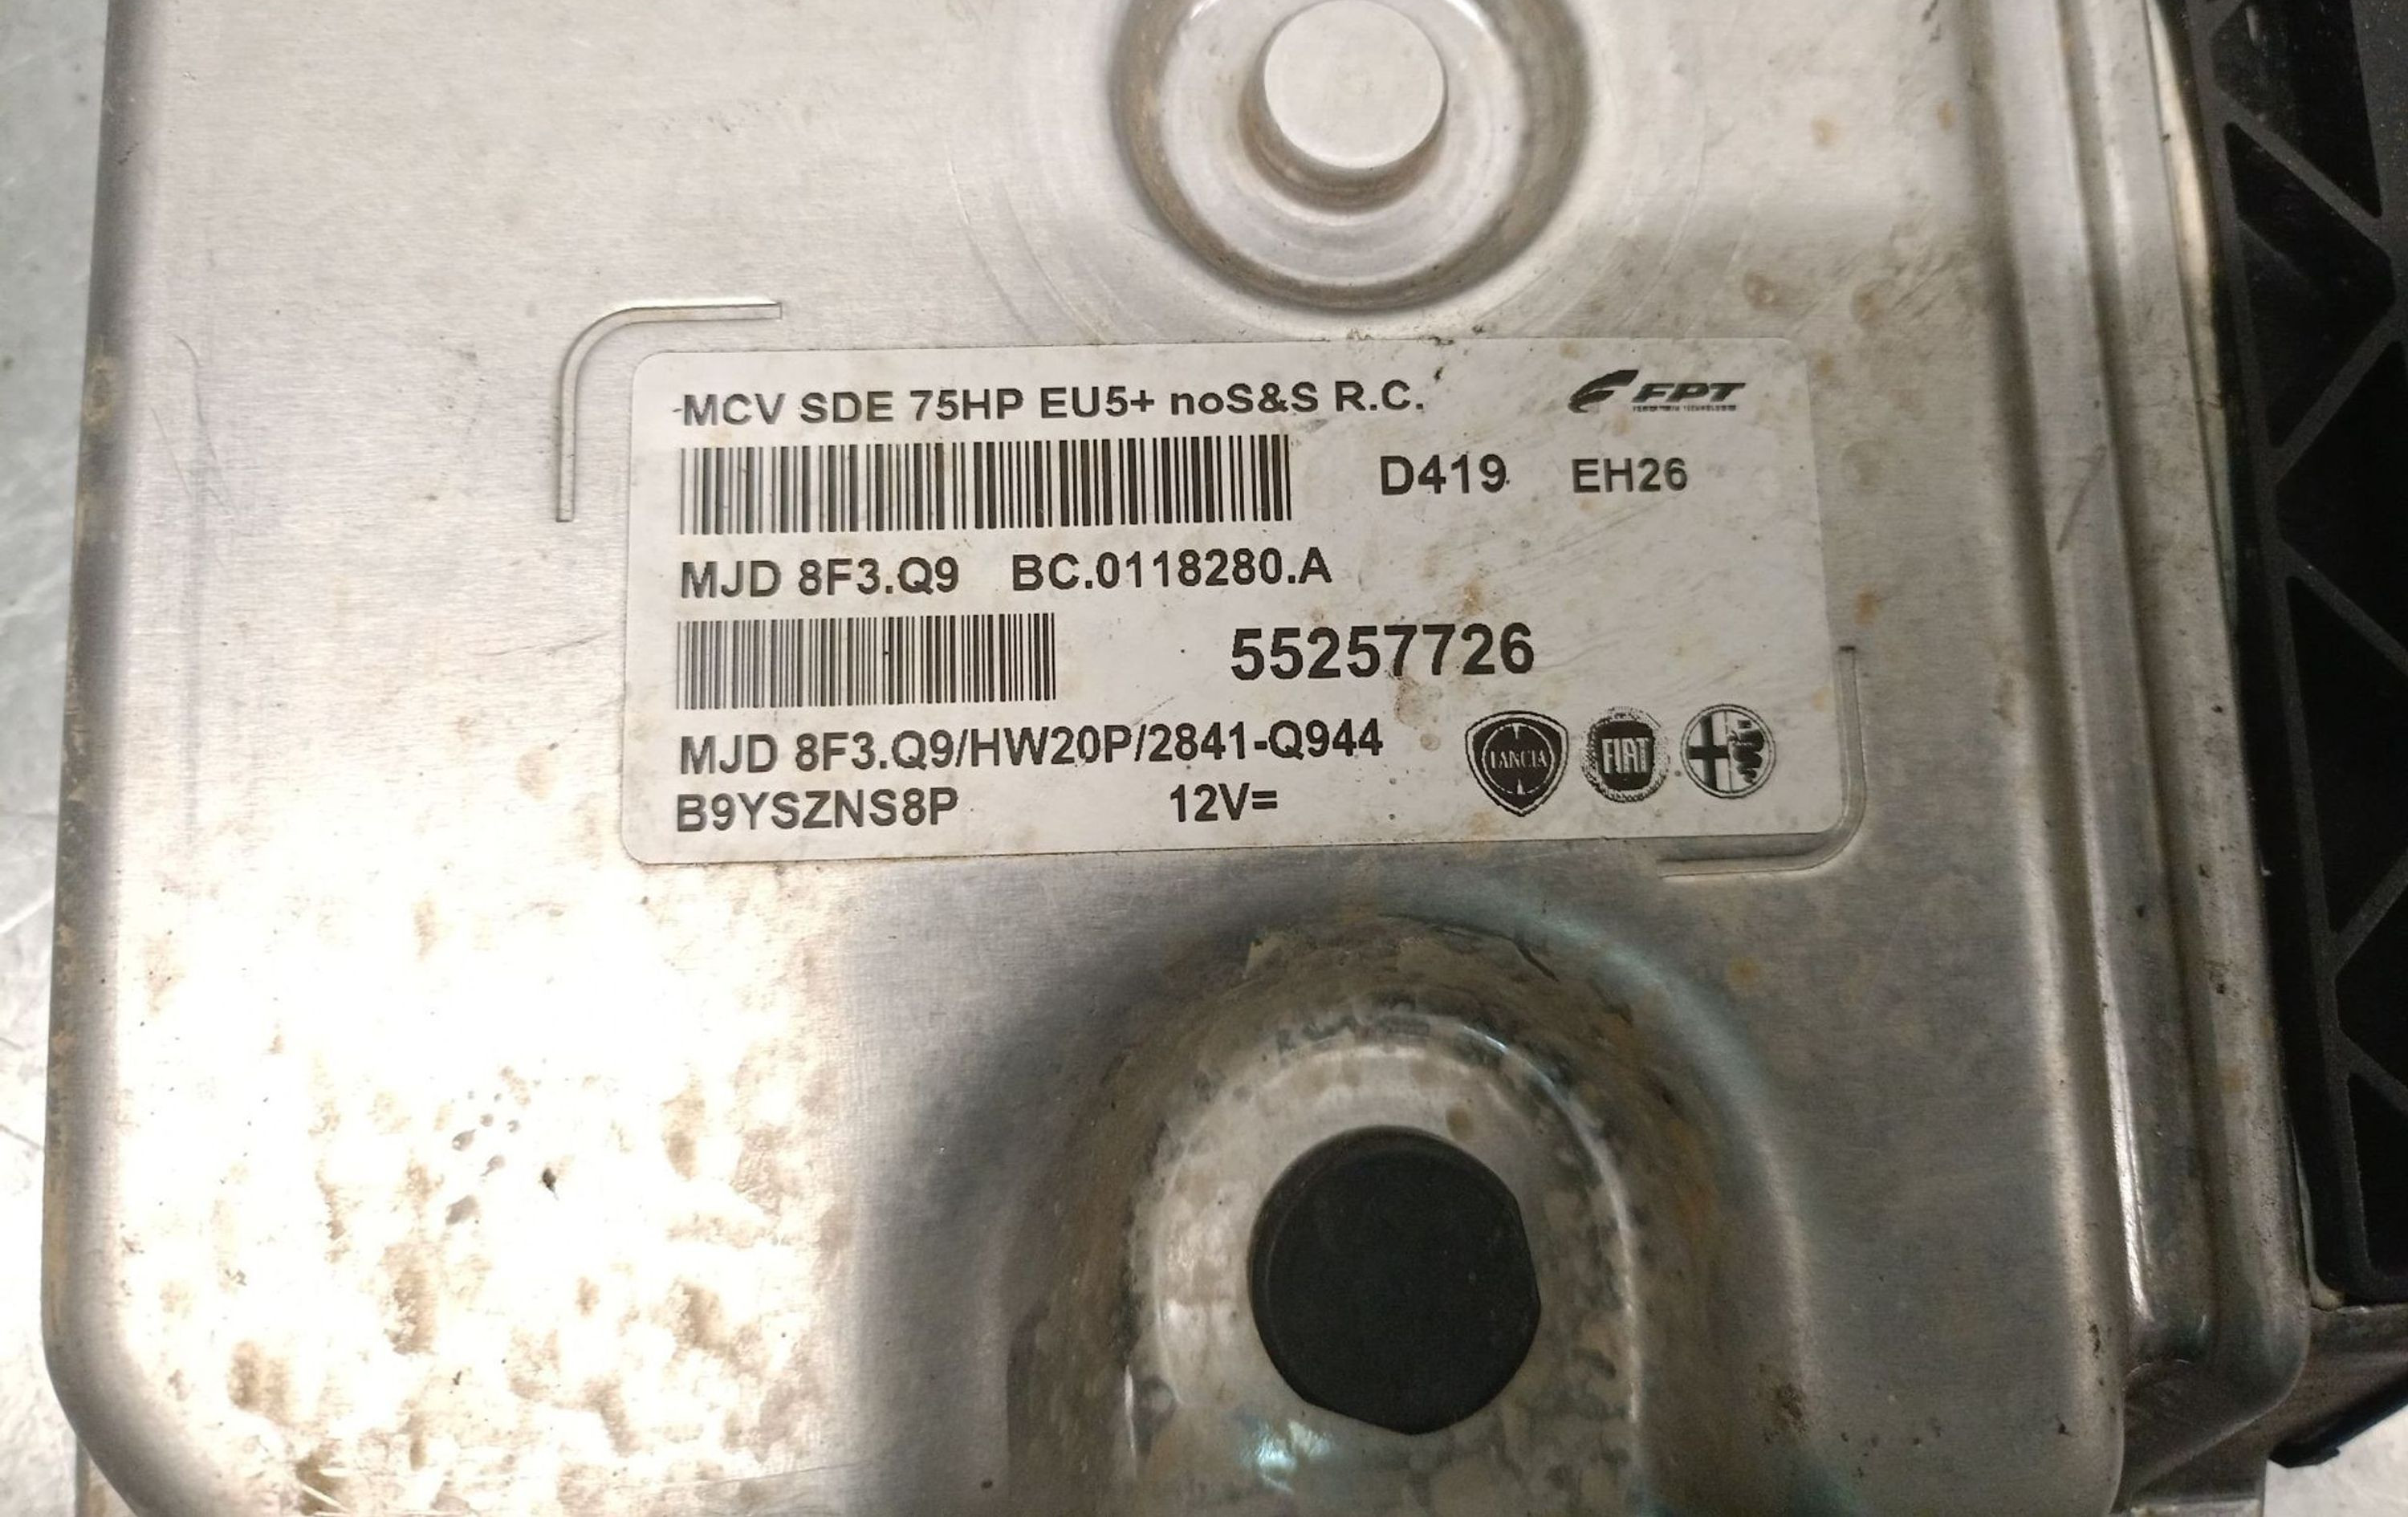 MCV SDE 75HP EU5+ noS&S R.C.
FPT
D419 EH26
MJD 8F3.Q9 BC.0118280.A
55257726
MJD 8F3.Q9/HW20P/2841-Q944
LANCIA FIAT
B9YSZNS8P 12V=